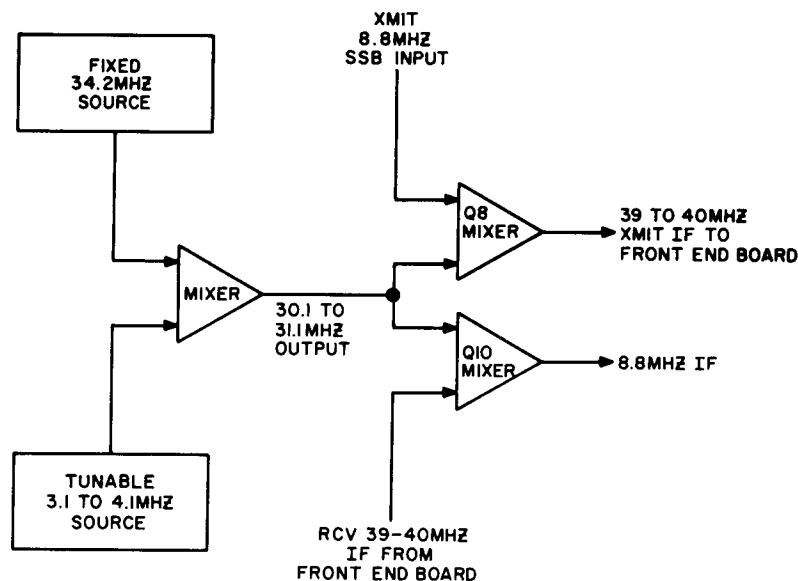 XMIT
8.8MHZ
SSB INPUT
FIXED
34.2MHZ
SOURCE
Q8
MIXER
39 TO 40MHZ
XMIT IF TO
FRONT END BOARD
MIXER
30.1 TO
31.1MHZ
OUTPUT
Q10
MIXER
8.8MHZ IF
TUNABLE
3.1 TO 4.1MHZ
SOURCE
RCV 39-40MHZ
IF FROM
FRONT END BOARD